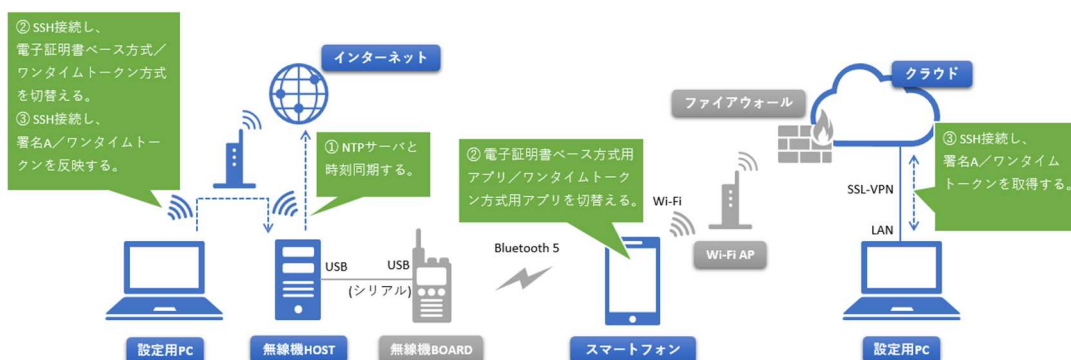 ② SSH接続し、
電子証明書ベース方式／
ワンタイムトークン方式
を切替える。
③ SSH接続し、
署名A／ワンタイムトー
クンを反映する。
インターネット
① NTPサーバと
時刻同期する。
② 電子証明書ベース方式用
アプリ／ワンタイムトーク
ン方式用アプリを切替える。
ファイアウォール
クラウド
③ SSH接続し、
署名A／ワンタイム
トークンを取得する。
SSL-VPN
LAN
Wi-Fi
Wi-Fi AP
Bluetooth 5
USB
USB
(シリアル)
設定用PC
無線機HOST
無線機BOARD
スマートフォン
設定用PC